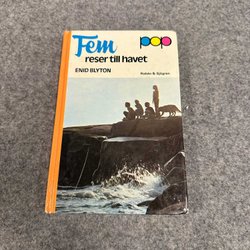 Fem
pop
reser till havet
ENID BLYTON
Rabén & Sjögren